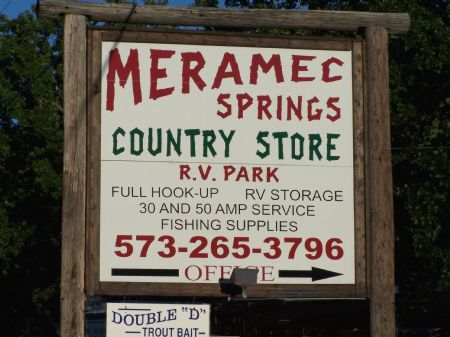 MERAMEC
SPRINGS
COUNTRY STORE
R.V. PARK
FULL HOOK-UP RV STORAGE
30 AND 50 AMP SERVICE
FISHING SUPPLIES
573-265-3796
OFFICE
DOUBLE "D"
-TROUT BAIT-